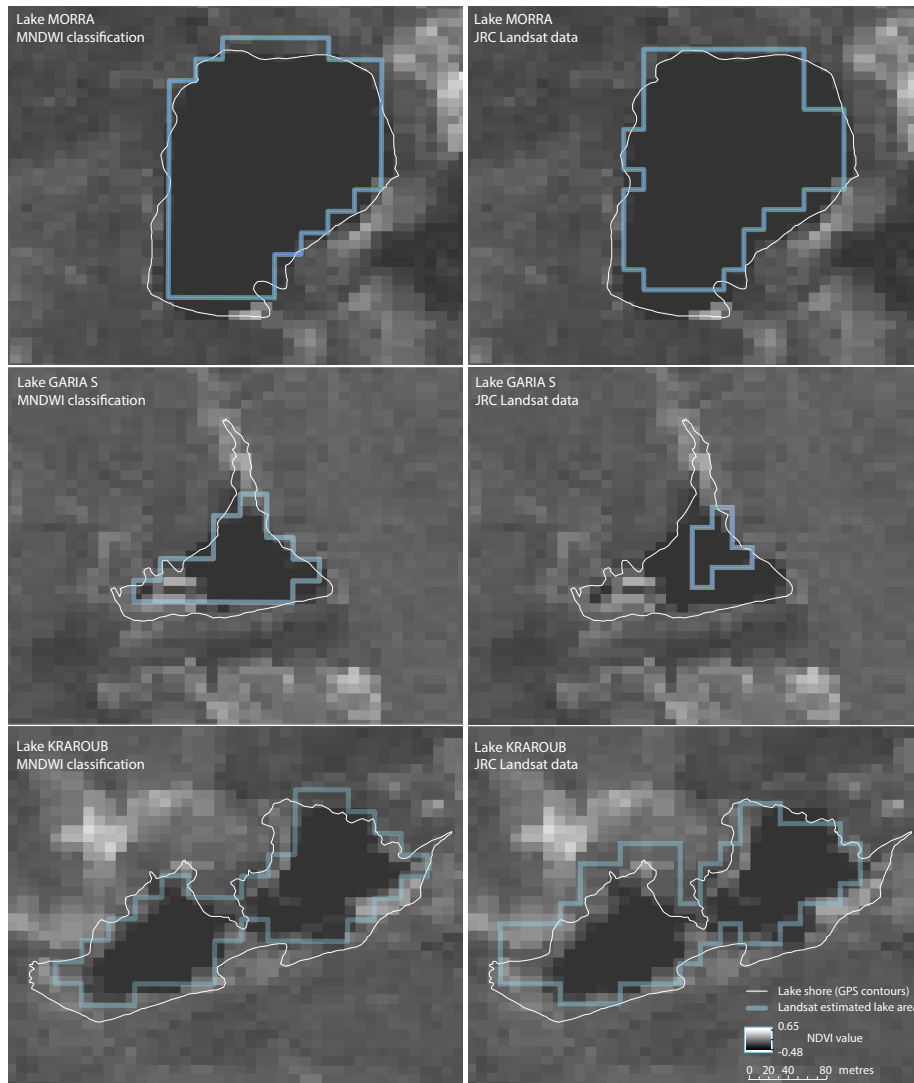 Lake MORRA
MNDWI classification
Lake MORRA
JRC Landsat data
Lake GARIA S
MNDWI classification
Lake GARIA S
JRC Landsat data
Lake KRAROUB
MNDWI classification
Lake KRAROUB
JRC Landsat data
Lake shore (GPS contours)
Landsat estimated lake area
0.65
NDVI value
-0.48
0 20 40 80 metres